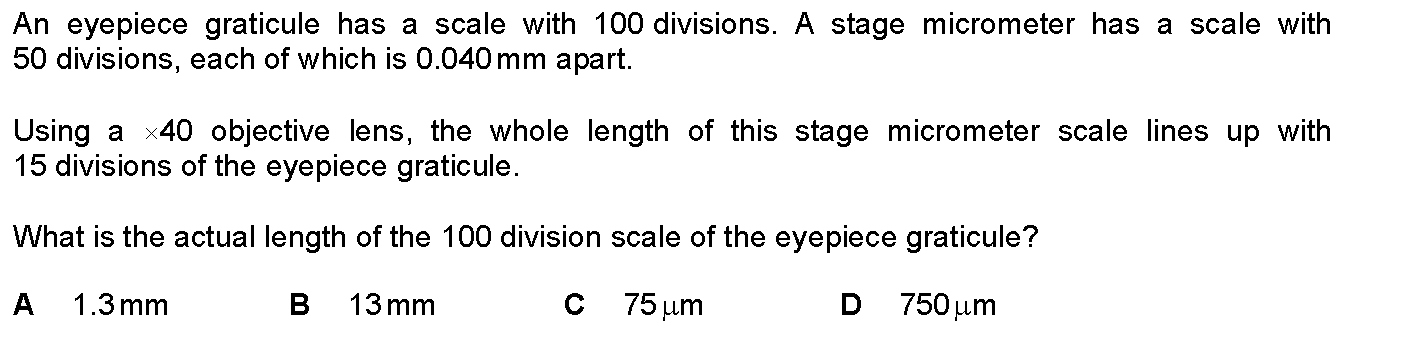 An eyepiece graticule has a scale with 100 divisions. A stage micrometer has a scale with
50 divisions, each of which is 0.040 mm apart.
Using a ×40 objective lens, the whole length of this stage micrometer scale lines up with
15 divisions of the eyepiece graticule.
What is the actual length of the 100 division scale of the eyepiece graticule?
A 1.3 mm B 13 mm C 75 μm D 750 μm